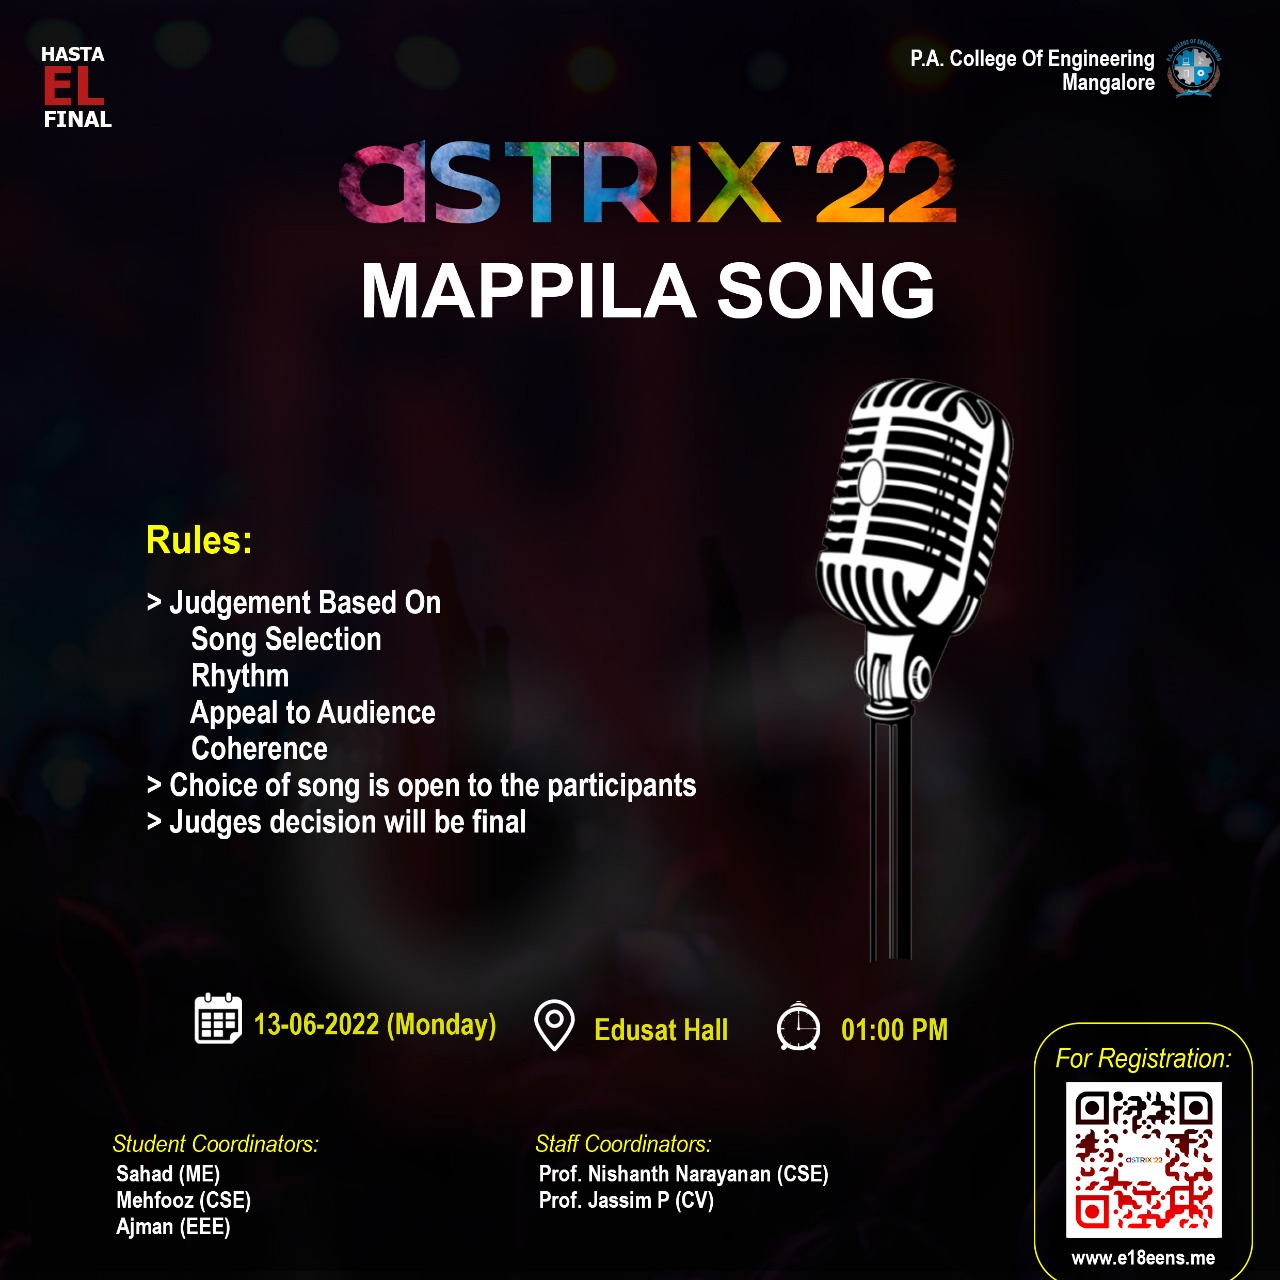 HASTA
EL
FINAL
P.A. College Of Engineering
Mangalore
aSTRIX'22
MAPPILA SONG
Rules:
> Judgement Based On
Song Selection
Rhythm
Appeal to Audience
Coherence
> Choice of song is open to the participants
> Judges decision will be final
13-06-2022 (Monday)
Edusat Hall
01:00 PM
For Registration:
aSTRIX'22
www.e18eens.me
Student Coordinators:
Sahad (ME)
Mehfooz (CSE)
Ajman (EEE)
Staff Coordinators:
Prof. Nishanth Narayanan (CSE)
Prof. Jassim P (CV)